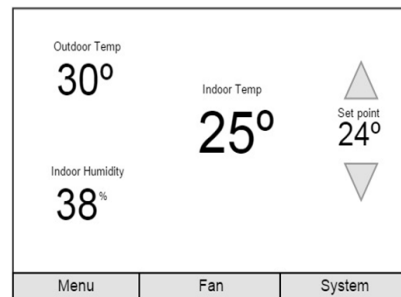 Outdoor Temp
30º
Indoor Temp
25º
Set point
24º
Indoor Humidity
38%
Menu
Fan
System